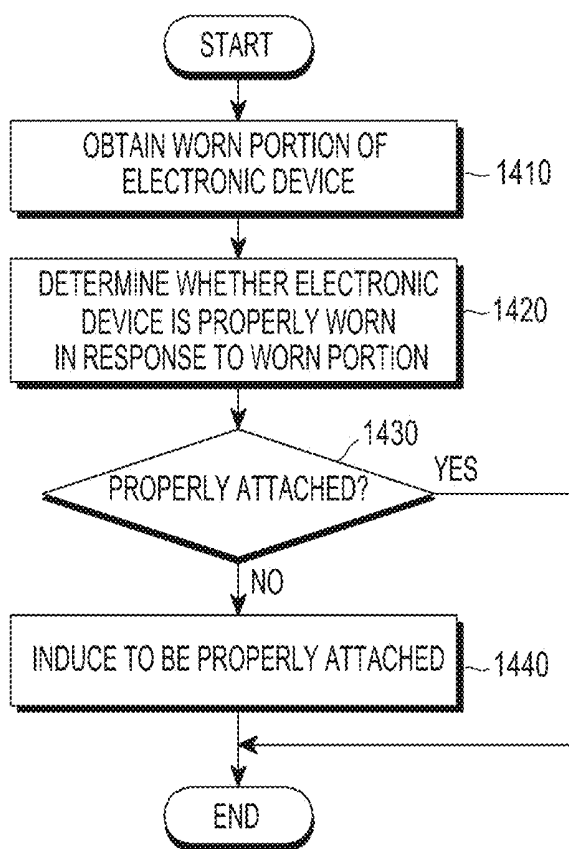 START
OBTAIN WORN PORTION OF
ELECTRONIC DEVICE
1410
DETERMINE WHETHER ELECTRONIC
DEVICE IS PROPERLY WORN
IN RESPONSE TO WORN PORTION
1420
1430
PROPERLY ATTACHED?
YES
NO
INDUCE TO BE PROPERLY ATTACHED
1440
END